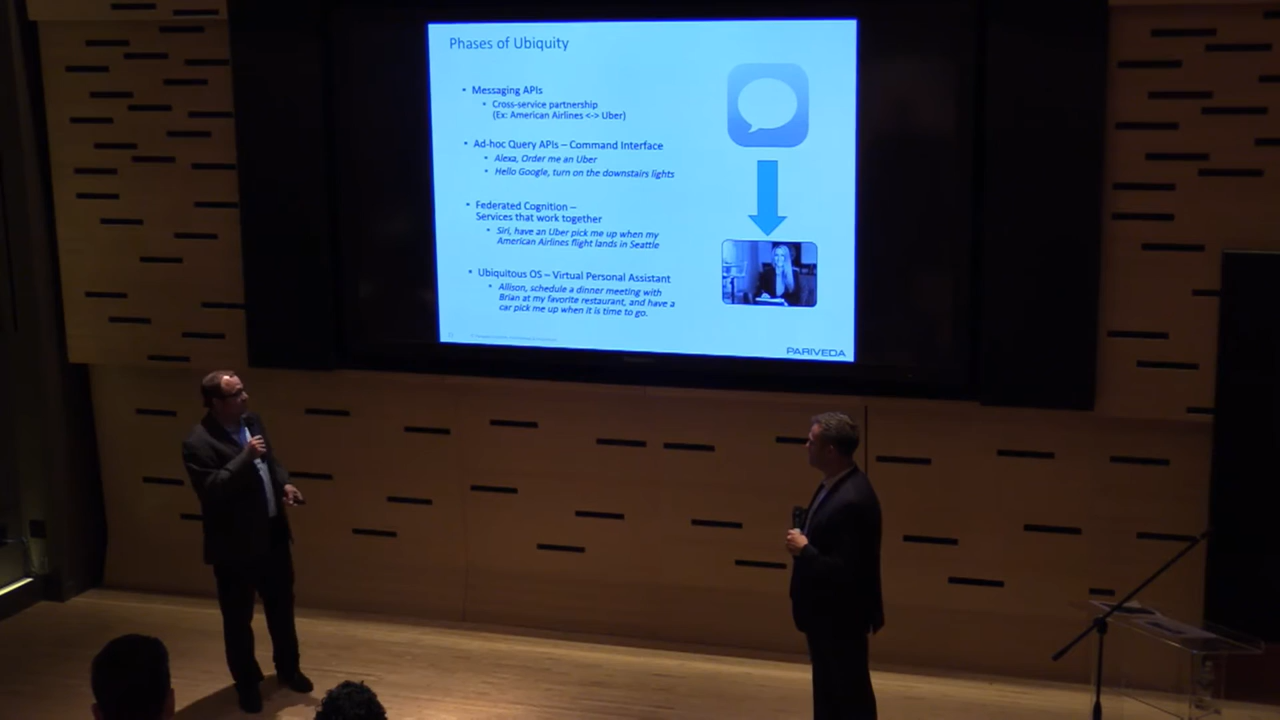 Phases of Ubiquity
• Messaging APIs
• Cross-service partnership
(Ex: American Airlines <-> Uber)
• Ad-hoc Query APIs – Command Interface
• Alexa, Order me an Uber
• Hello Google, turn on the downstairs lights
• Federated Cognition –
Services that work together
• Siri, have an Uber pick me up when my
American Airlines flight lands in Seattle
• Ubiquitous OS – Virtual Personal Assistant
• Allison, schedule a dinner meeting with
Brian at my favorite restaurant, and have a
car pick me up when it is time to go.
PARIVEDA